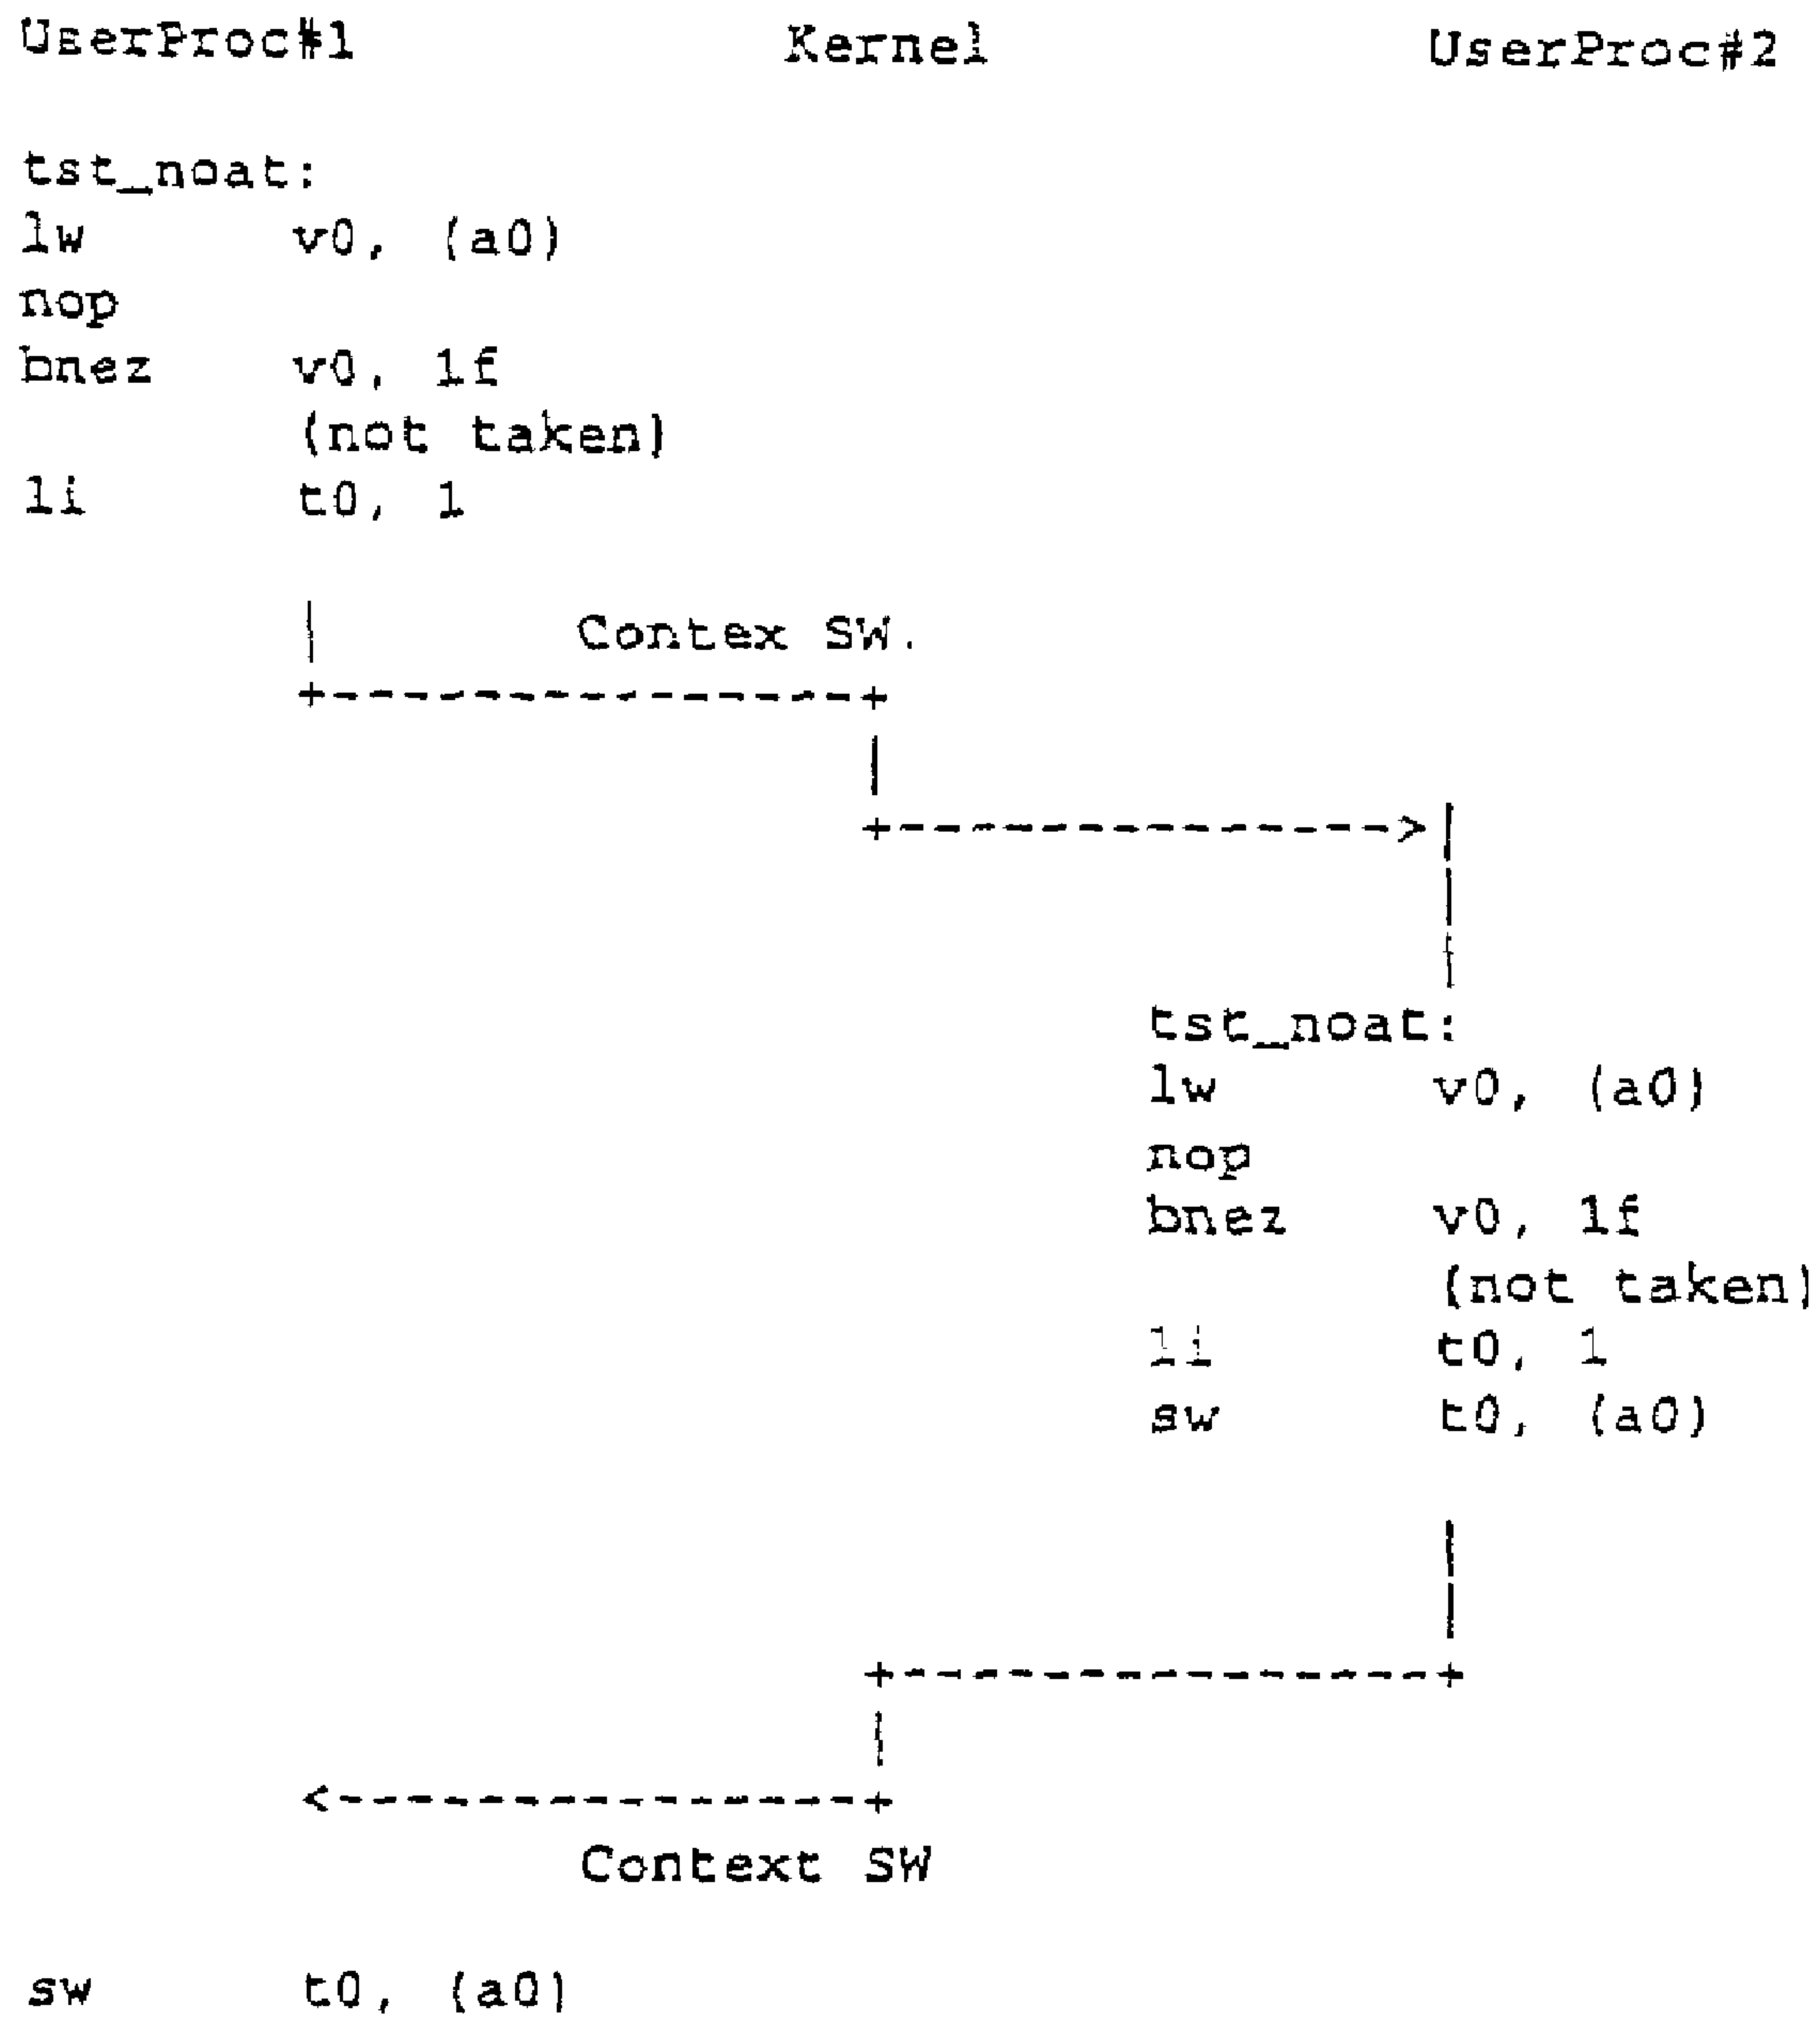 UserProc#1 Kernel UserProc#2
tst_noat:
lw v0, (a0)
nop
bnez v0, 1f
(not taken)
li t0, 1
Contex SW.
tst_noat:
lw v0, (a0)
nop
bnez v0, 1f
(not taken)
li t0, 1
sw t0, (a0)
Context SW
sw t0, (a0)